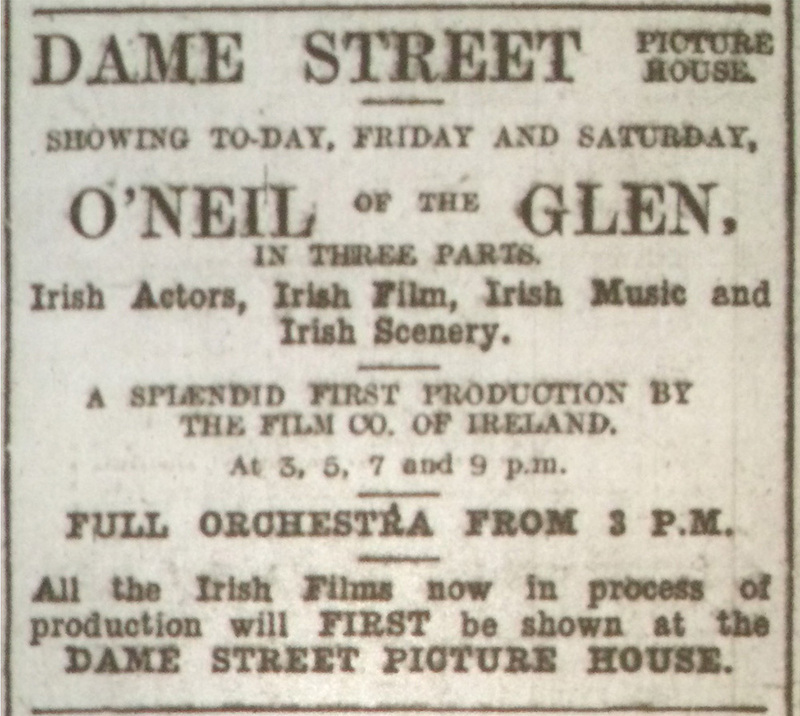 DAME STREET PICTURE HOUSE.
SHOWING TO-DAY, FRIDAY AND SATURDAY,
O'NEIL OF THE GLEN,
IN THREE PARTS.
Irish Actors, Irish Film, Irish Music and
Irish Scenery.
A SPLENDID FIRST PRODUCTION BY
THE FILM CO. OF IRELAND.
At 3, 5, 7 and 9 p.m.
FULL ORCHESTRA FROM 3 P.M.
All the Irish Films now in process of
production will FIRST be shown at the
DAME STREET PICTURE HOUSE.